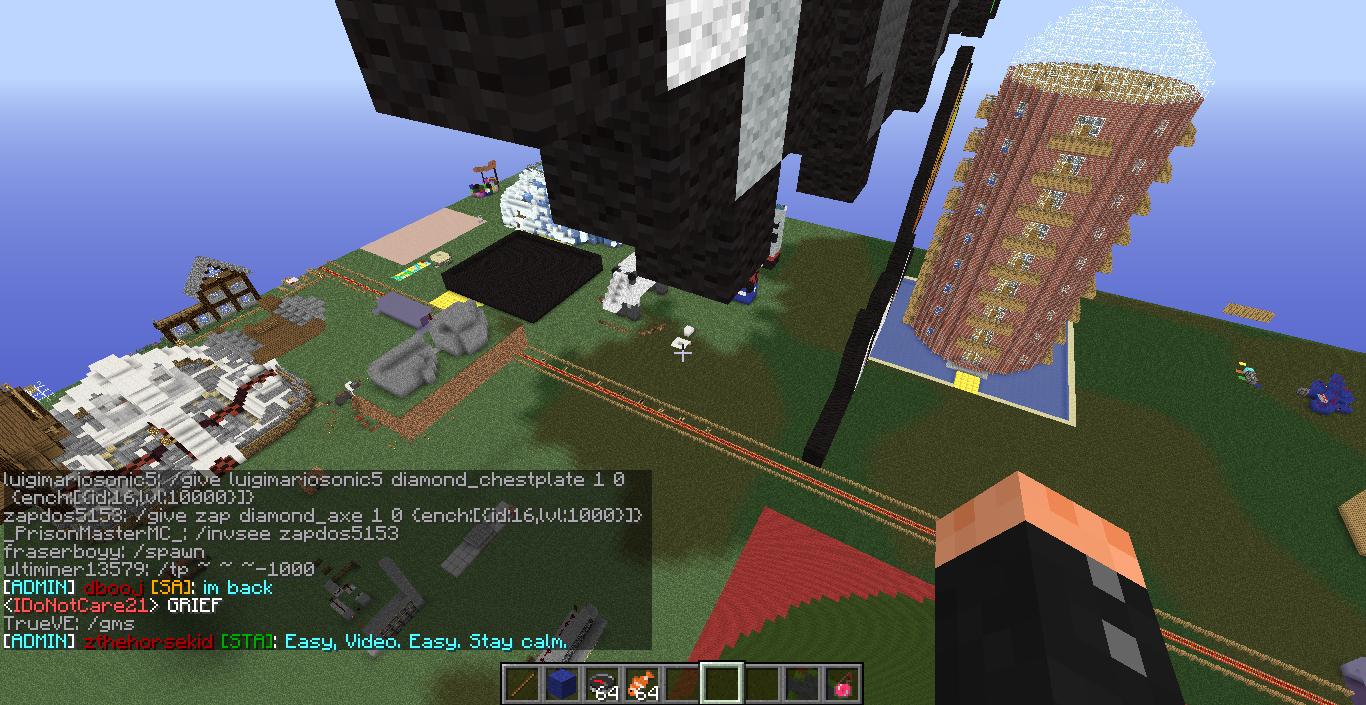 luigimariosonic5: /give luigimariosonic5 diamond_chestplate 1 0
{ench:[{id:16,lvl:10000}]}
zapdos5153: /give zap diamond_axe 1 0 {ench:[{id:16,lvl:1000}]}
_PrisonMasterMC_: /invsee zapdos5153
fraserboyy: /spawn
ultiminer13579: /tp ~ ~ ~-1000
[ADMIN] dbooj [SA]: im back
<IDoNotCare21> GRIEF
TrueVE: /gms
[ADMIN] zthehorsekid [STA]: Easy, Video. Easy. Stay calm.
64 64